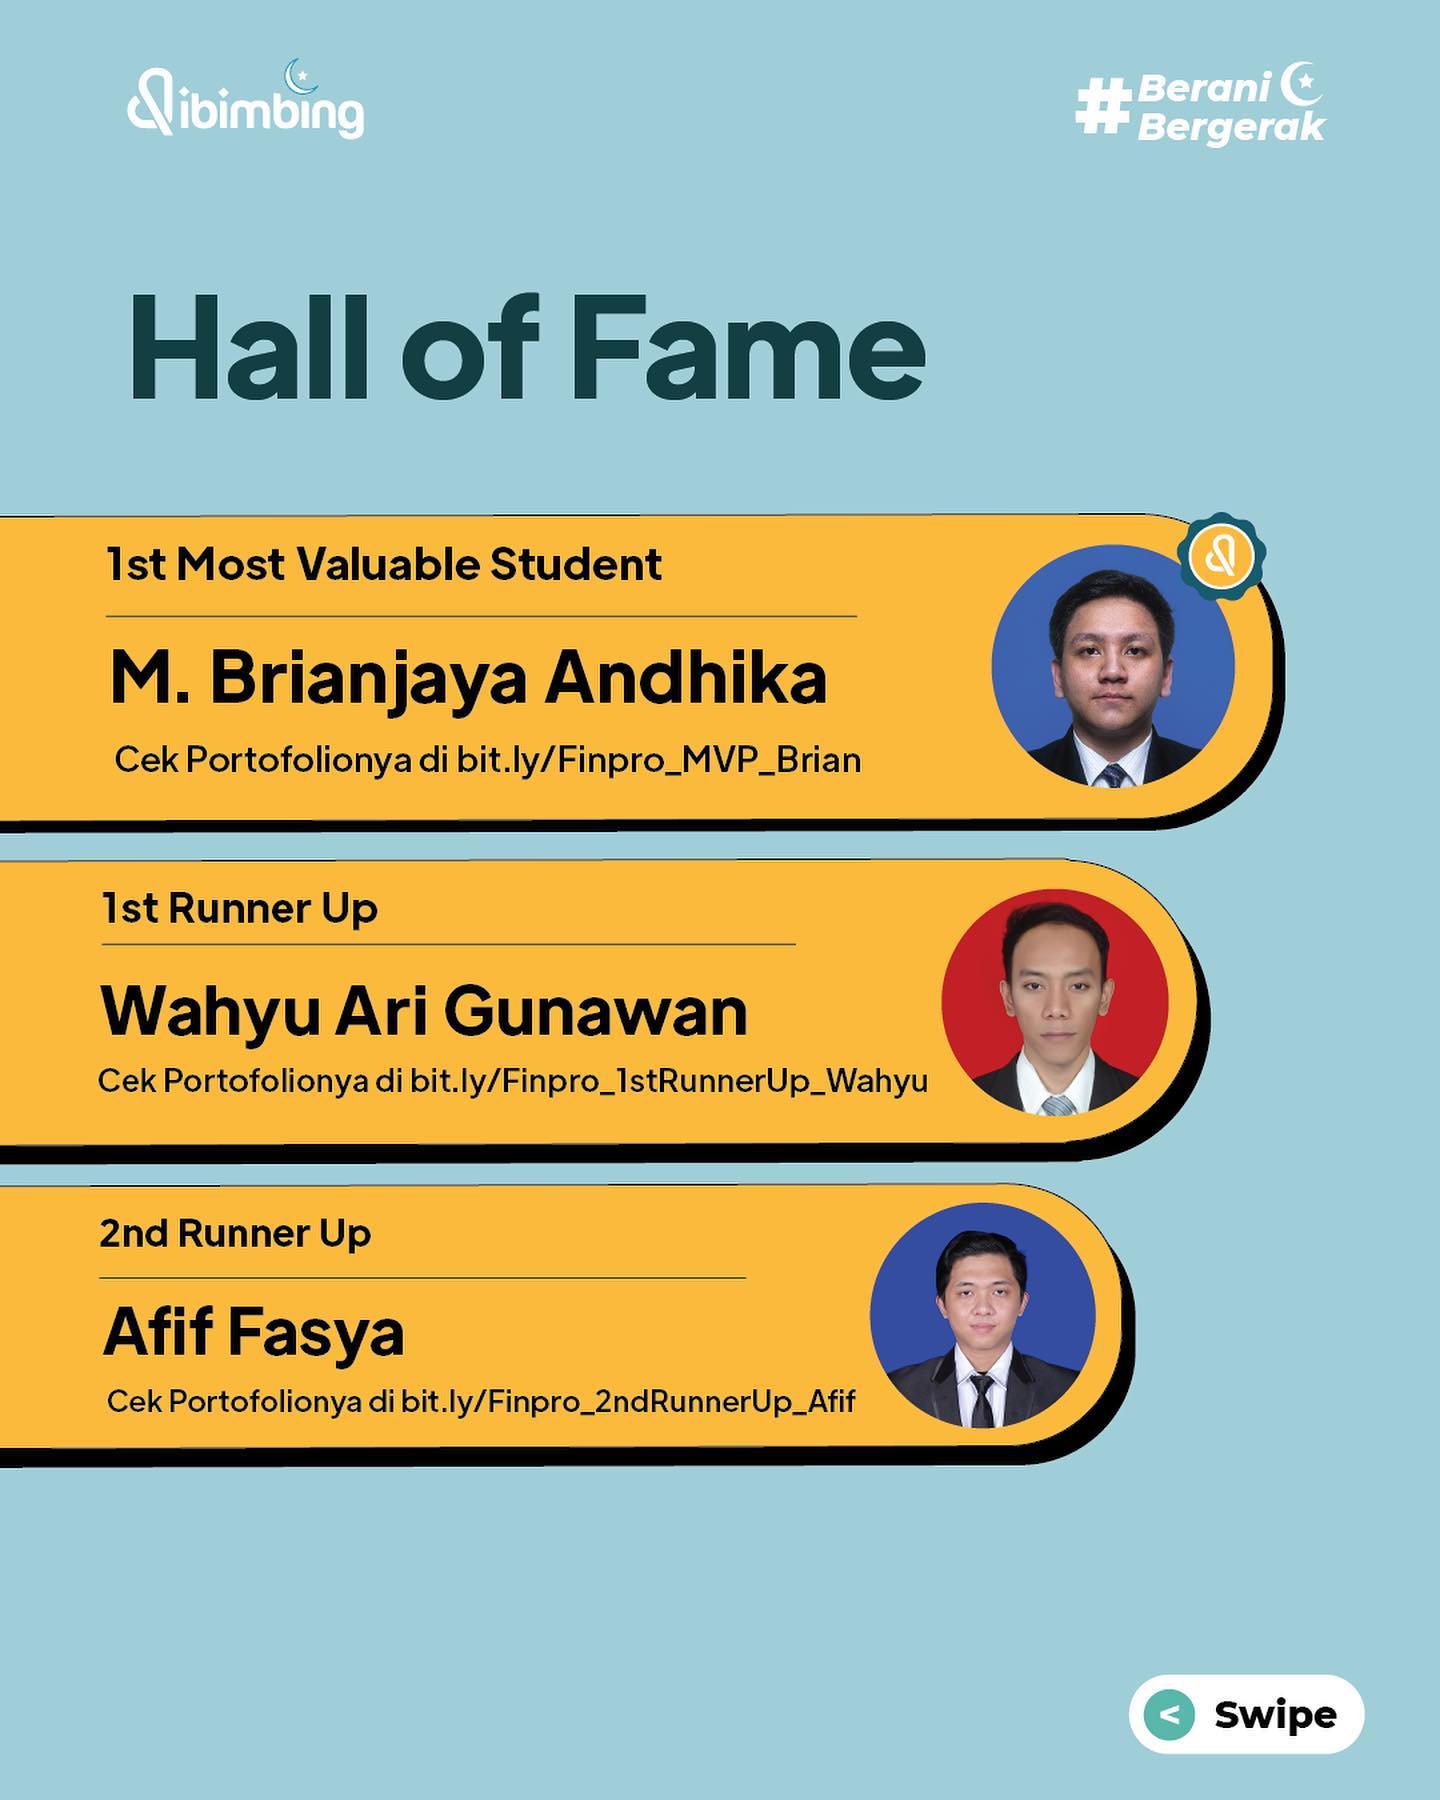 dibimbing
#Berani
Bergerak
Hall of Fame
1st Most Valuable Student
M. Brianjaya Andhika
Cek Portofolionya di bit.ly/Finpro_MVP_Brian
1st Runner Up
Wahyu Ari Gunawan
Cek Portofolionya di bit.ly/Finpro_1stRunnerUp_Wahyu
2nd Runner Up
Afif Fasya
Cek Portofolionya di bit.ly/Finpro_2ndRunnerUp_Afif
< Swipe